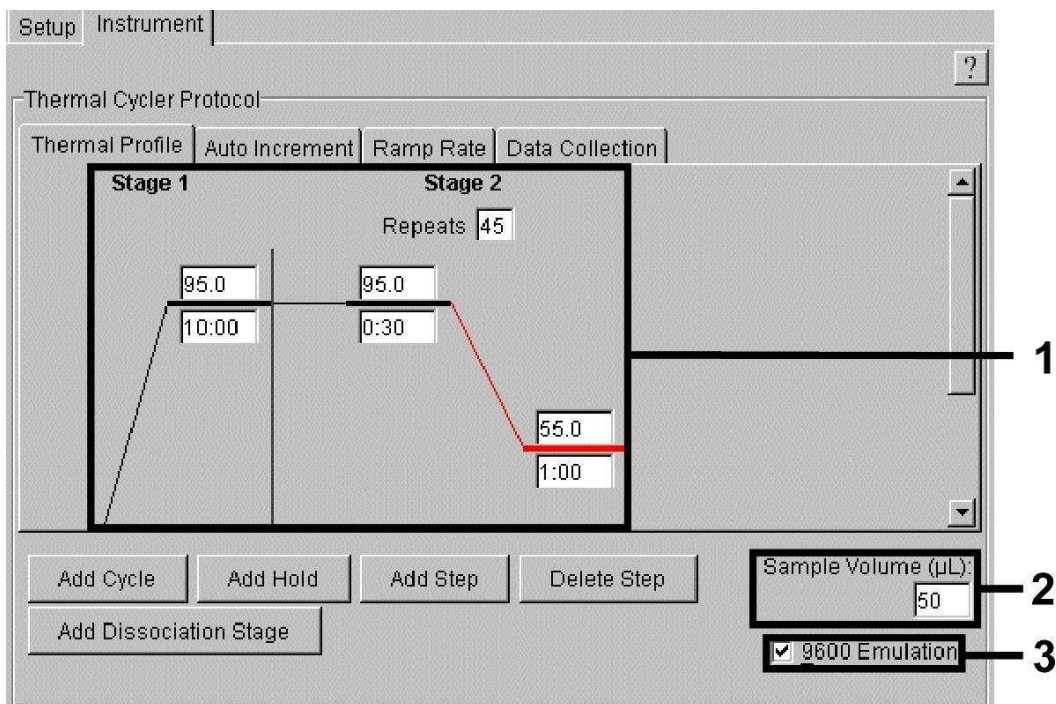 Setup Instrument
?
Thermal Cycler Protocol
Thermal Profile Auto Increment Ramp Rate Data Collection
Stage 1 Stage 2
Repeats 45
95.0 95.0
10:00 0:30
1
55.0
1:00
Add Cycle Add Hold Add Step Delete Step
Sample Volume (µL):
50
2
Add Dissociation Stage
9600 Emulation
3